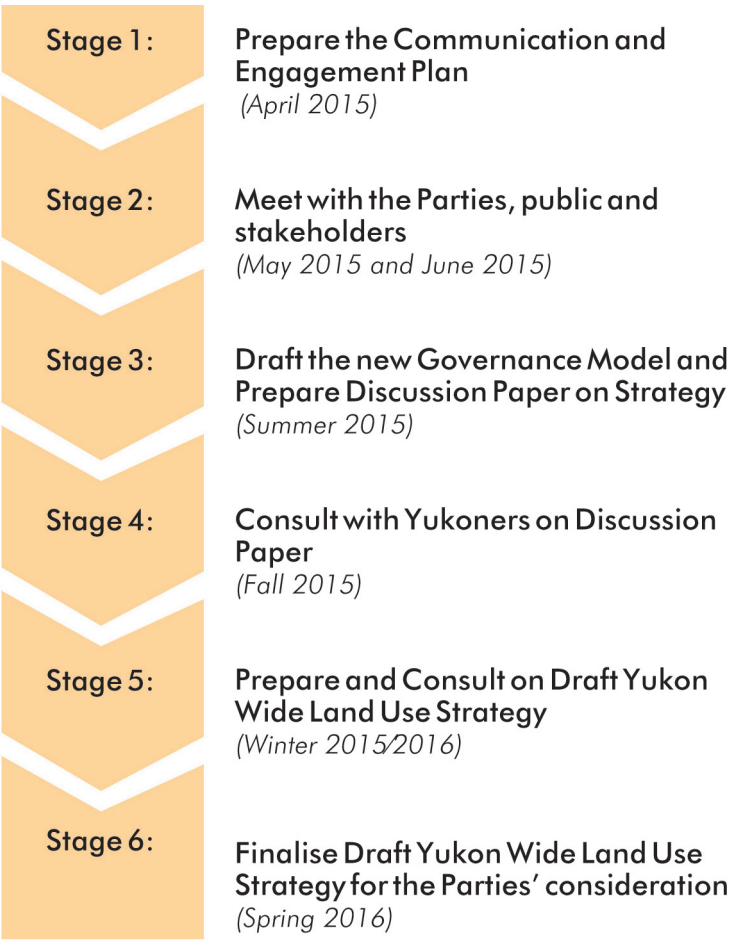 Stage 1: Prepare the Communication and
Engagement Plan
(April 2015)
Stage 2: Meet with the Parties, public and
stakeholders
(May 2015 and June 2015)
Stage 3: Draft the new Governance Model and
Prepare Discussion Paper on Strategy
(Summer 2015)
Stage 4: Consult with Yukoners on Discussion
Paper
(Fall 2015)
Stage 5: Prepare and Consult on Draft Yukon
Wide Land Use Strategy
(Winter 2015/2016)
Stage 6: Finalise Draft Yukon Wide Land Use
Strategy for the Parties’ consideration
(Spring 2016)